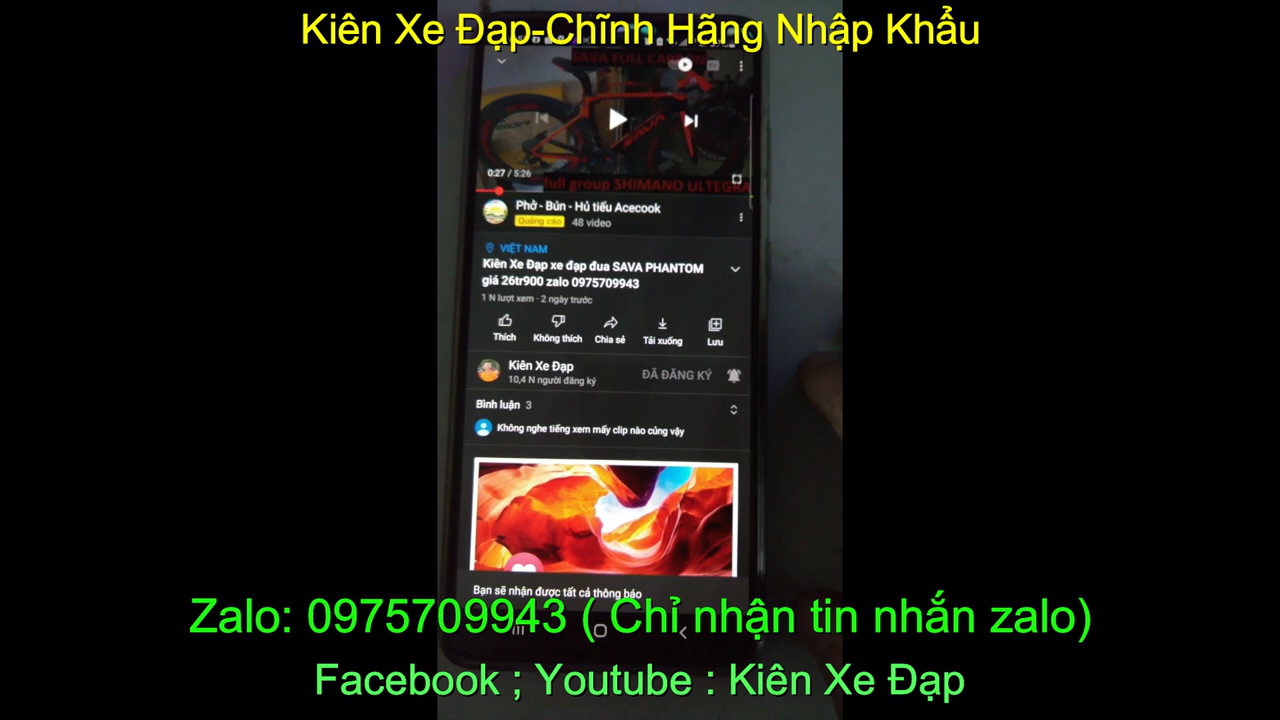 Kiên Xe Đạp-Chĩnh Hãng Nhập Khẩu
SAVA FULL CARBON
SAVA
0:27 / 5:26
full group SHIMANO ULTEGRA
Phở - Bún - Hủ tiếu Acecook
Quảng cáo 48 video
VIỆT NAM
Kiên Xe Đạp xe đạp đua SAVA PHANTOM
giá 26tr900 zalo 0975709943
1 N lượt xem · 2 ngày trước
Thích Không thích Chia sẻ Tải xuống Lưu
Kiên Xe Đạp
10,4 N người đăng ký
ĐÃ ĐĂNG KÝ
Bình luận 3
Không nghe tiếng xem mấy clip nào củng vậy
Bạn sẽ nhận được tất cả thông báo
Zalo: 0975709943 ( Chỉ nhận tin nhắn zalo)
Facebook ; Youtube : Kiên Xe Đạp